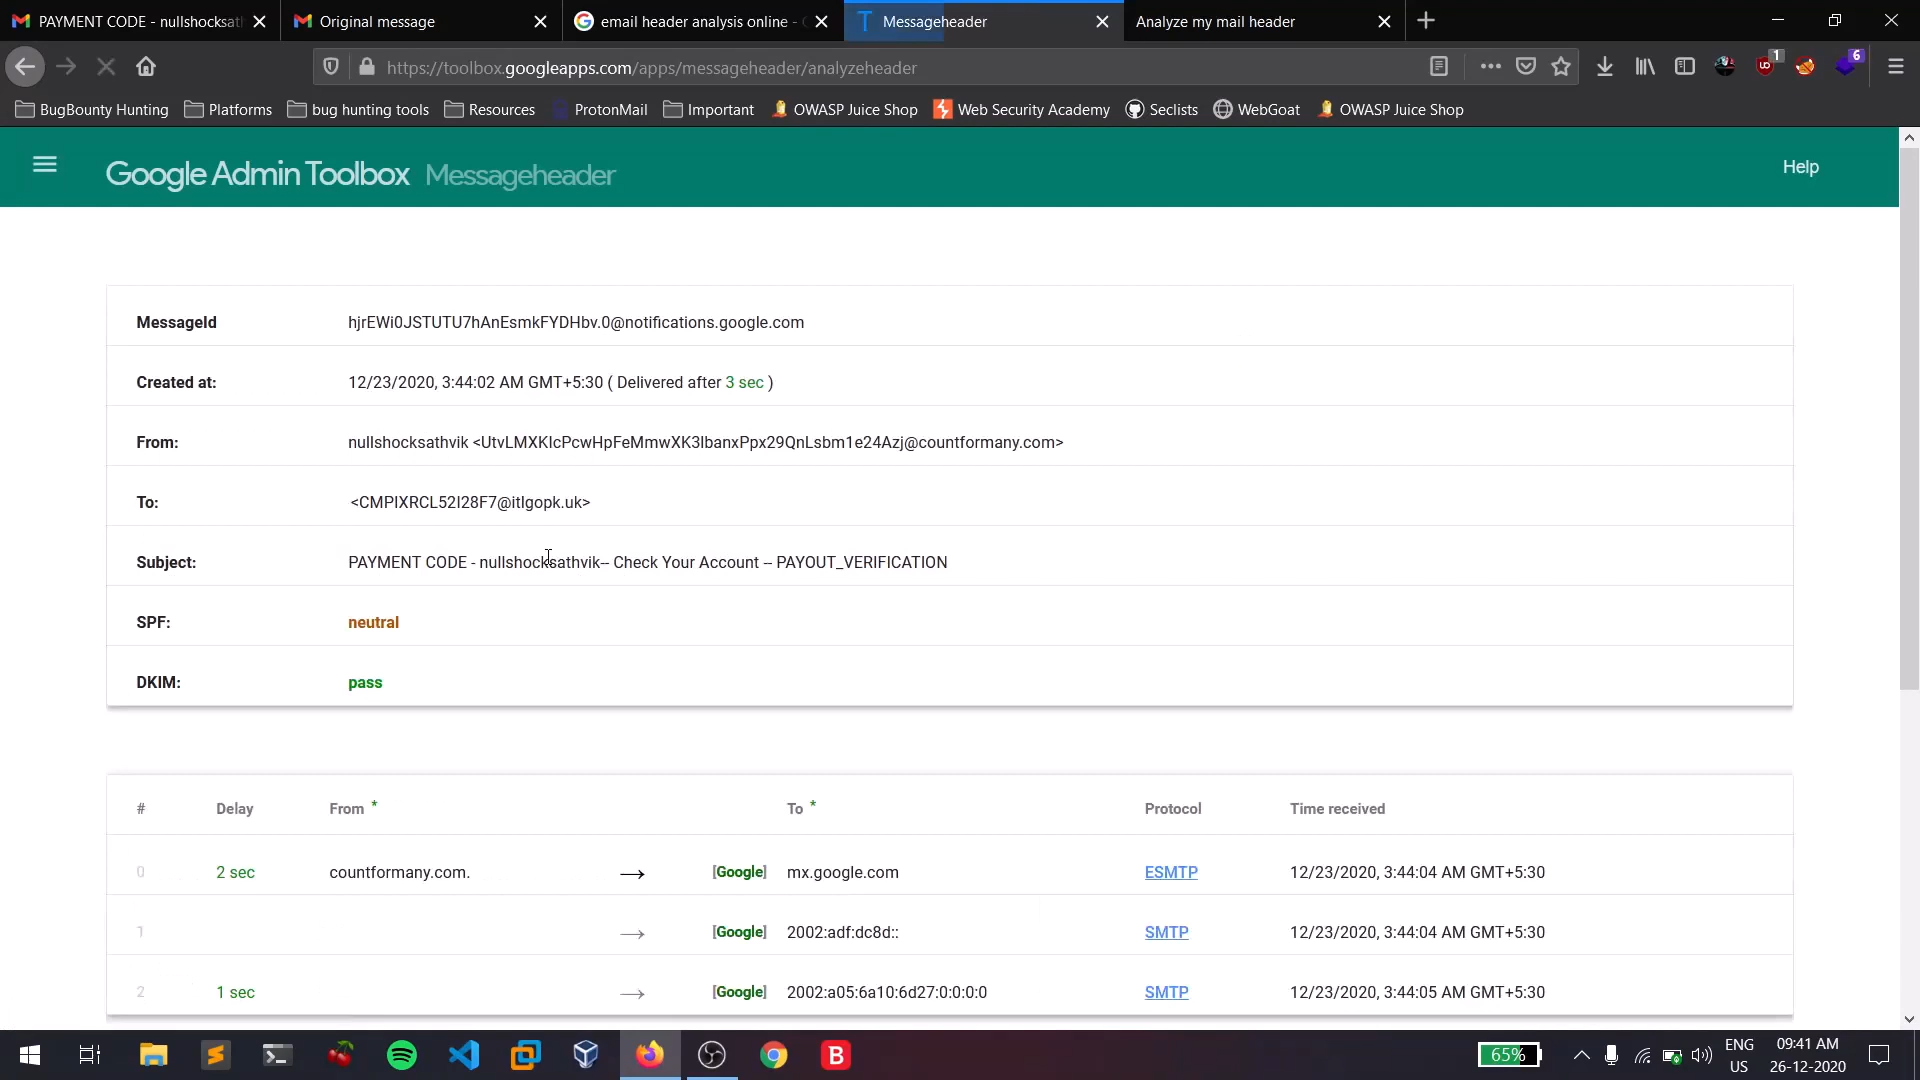 PAYMENT CODE - nullshocksath
Original message
email header analysis online -
Messageheader
Analyze my mail header
https://toolbox.googleapps.com/apps/messageheader/analyzeheader
1
6
BugBounty Hunting
Platforms
bug hunting tools
Resources
ProtonMail
Important
OWASP Juice Shop
Web Security Academy
Seclists
WebGoat
OWASP Juice Shop
Google Admin Toolbox Messageheader
Help
MessageId hjrEWi0JSTUTU7hAnEsmkFYDHbv.0@notifications.google.com
Created at: 12/23/2020, 3:44:02 AM GMT+5:30 ( Delivered after 3 sec )
From: nullshocksathvik <UtvLMXKIcPcwHpFeMmwXK3IbanxPpx29QnLsbm1e24Azj@countformany.com>
To: <CMPIXRCL52I28F7@itlgopk.uk>
Subject: PAYMENT CODE - nullshocksathvik-- Check Your Account -- PAYOUT_VERIFICATION
SPF: neutral
DKIM: pass
# Delay From * To * Protocol Time received
0 2 sec countformany.com. → [Google] mx.google.com ESMTP 12/23/2020, 3:44:04 AM GMT+5:30
1 → [Google] 2002:adf:dc8d:: SMTP 12/23/2020, 3:44:04 AM GMT+5:30
2 1 sec → [Google] 2002:a05:6a10:6d27:0:0:0:0 SMTP 12/23/2020, 3:44:05 AM GMT+5:30
65%
ENG
US
09:41 AM
26-12-2020